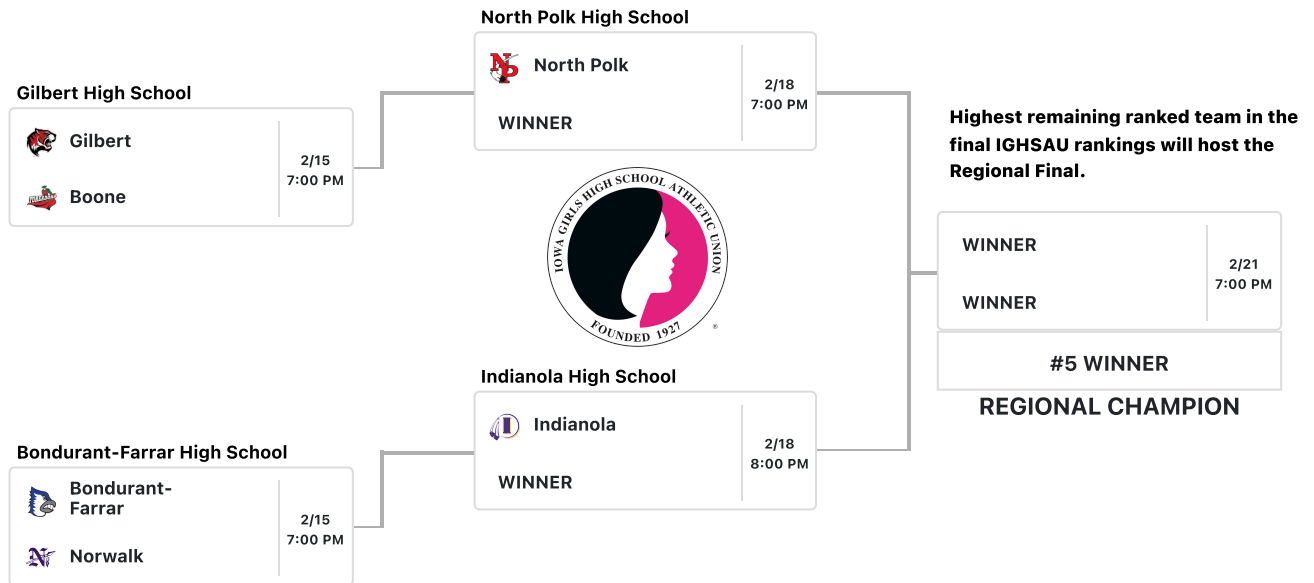 North Polk High School
North Polk
WINNER
2/18
7:00 PM
Gilbert High School
Gilbert
Boone
2/15
7:00 PM
Highest remaining ranked team in the
final IGHSAU rankings will host the
Regional Final.
IOWA GIRLS HIGH SCHOOL ATHLETIC UNION
FOUNDED 1927
®
WINNER
WINNER
2/21
7:00 PM
#5 WINNER
REGIONAL CHAMPION
Indianola High School
Indianola
WINNER
2/18
8:00 PM
Bondurant-Farrar High School
Bondurant-
Farrar
Norwalk
2/15
7:00 PM
NP
I
N